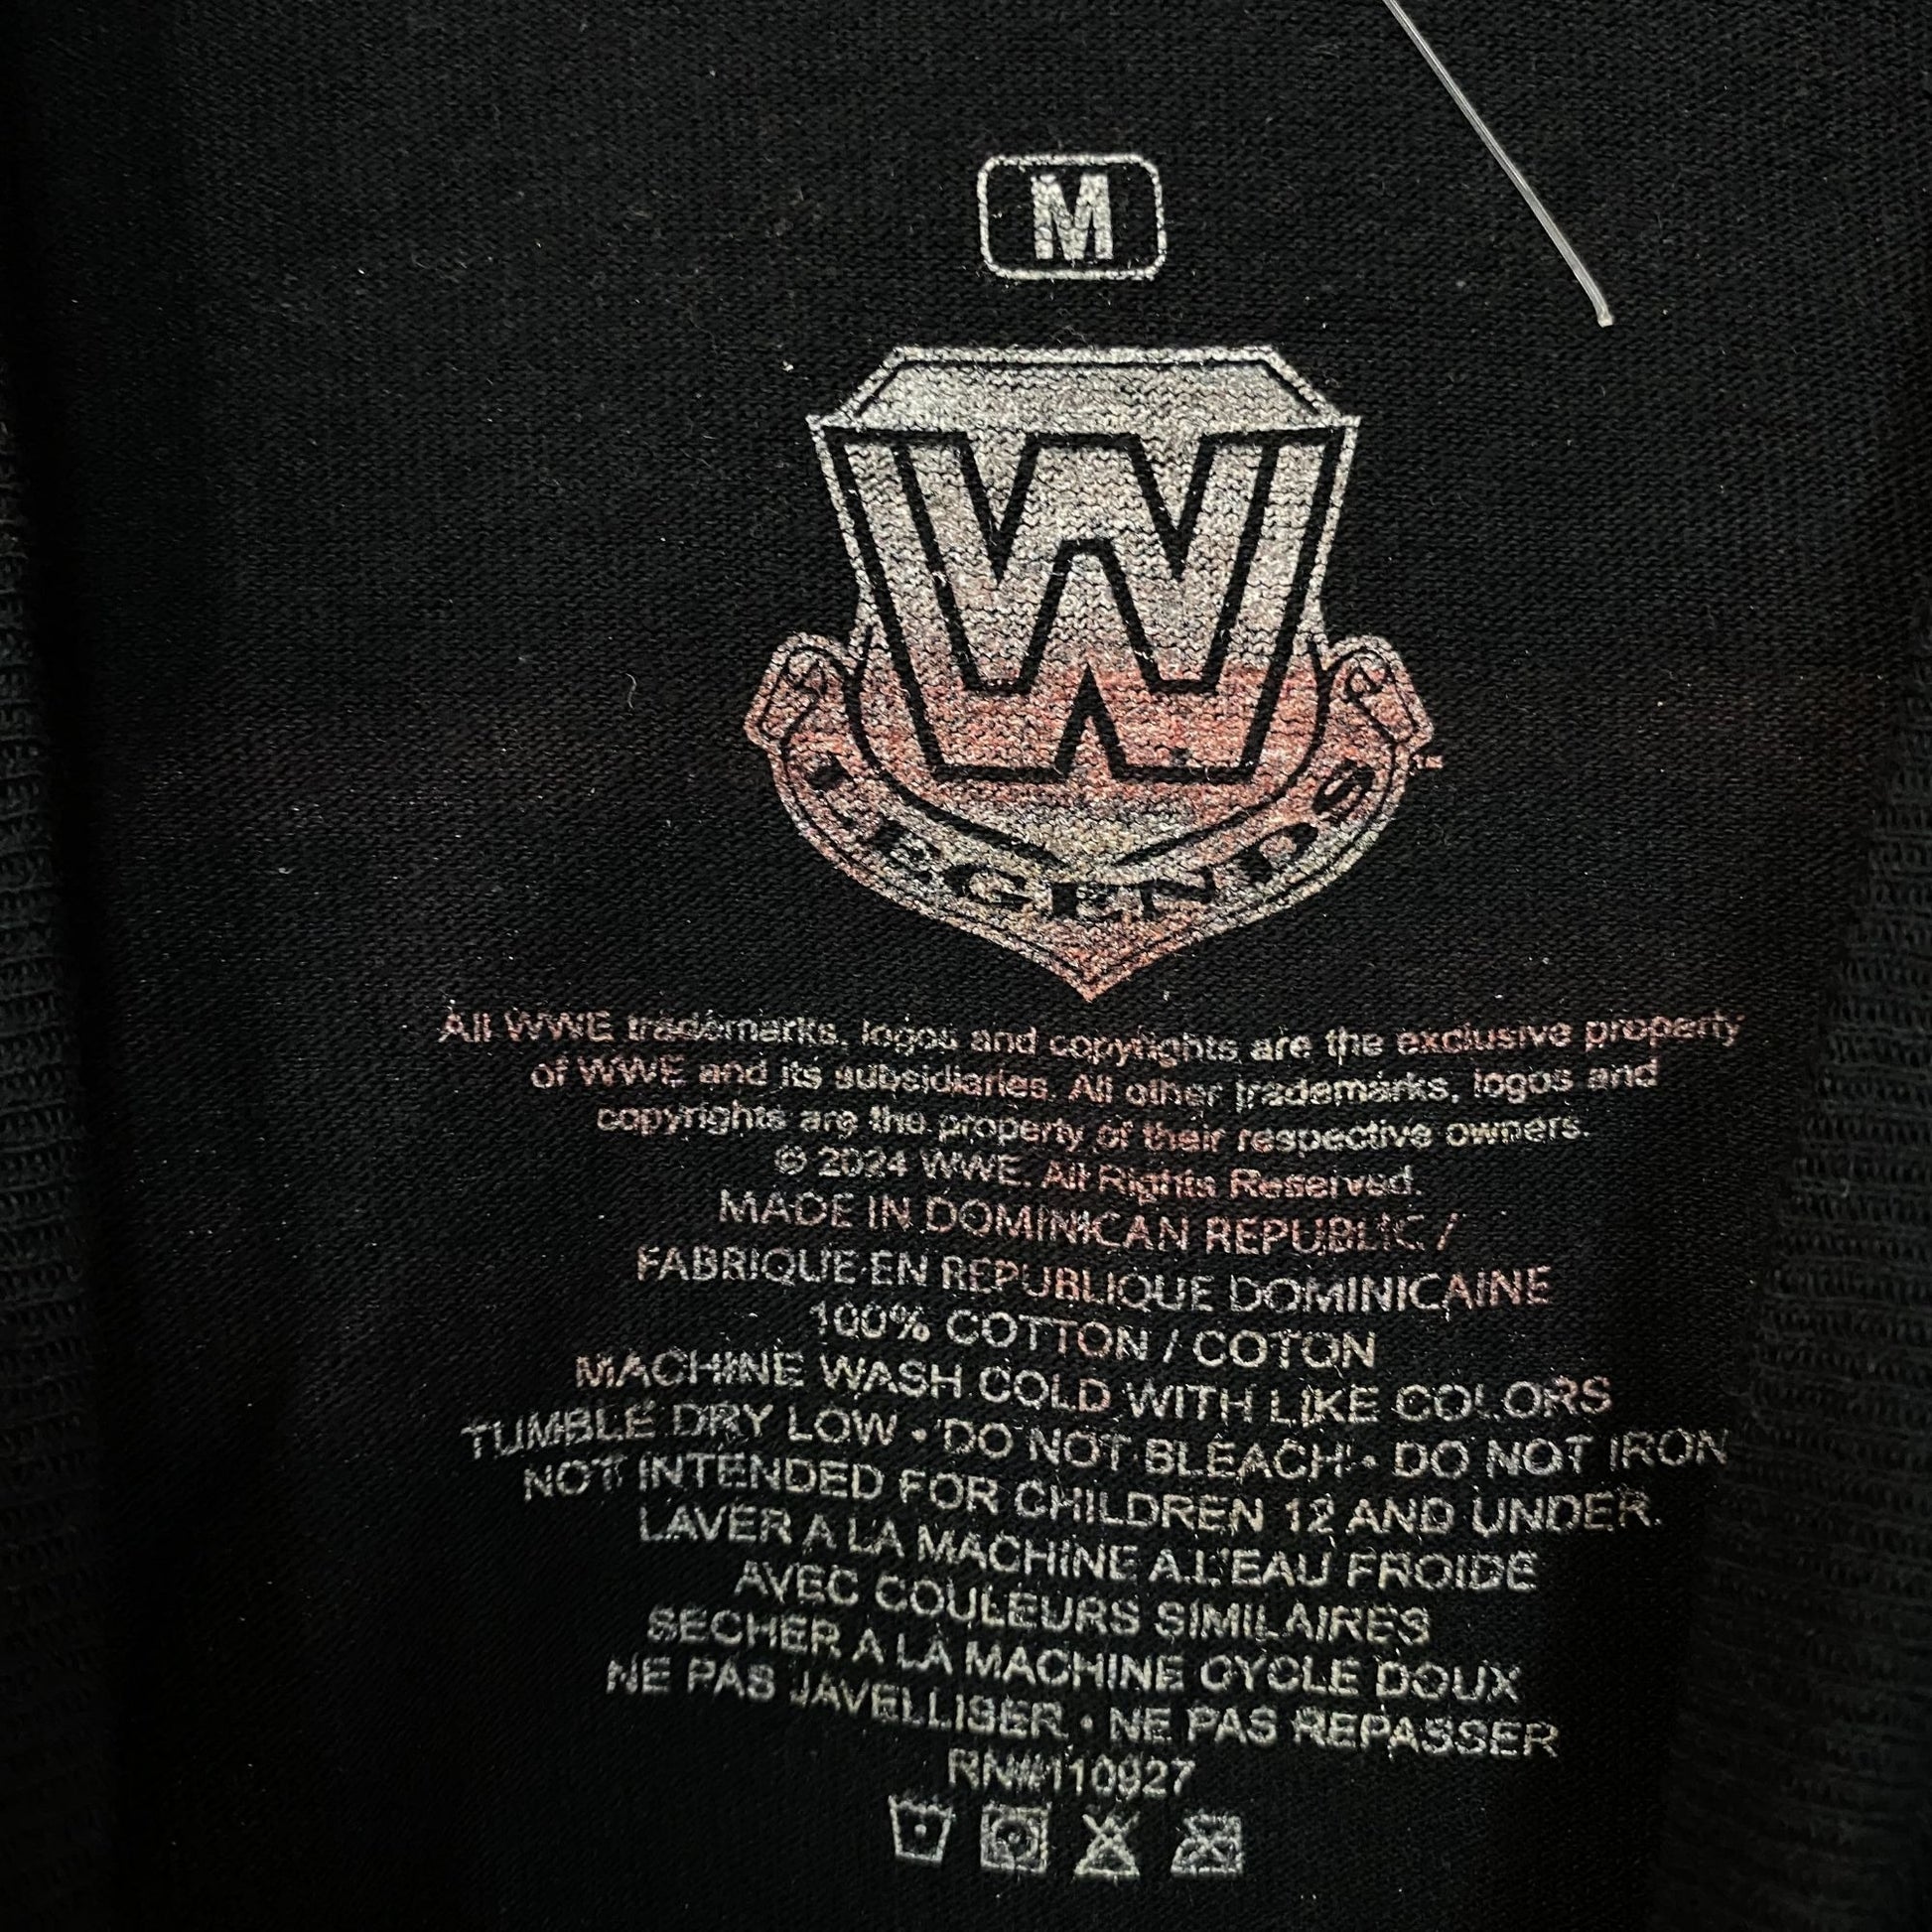 M
W
LEGENDS™
All WWE trademarks, logos and copyrights are the exclusive property
of WWE and its subsidiaries. All other trademarks, logos and
copyrights are the property of their respective owners.
© 2024 WWE. All Rights Reserved.
MADE IN DOMINICAN REPUBLIC /
FABRIQUE EN REPUBLIQUE DOMINICAINE
100% COTTON / COTON
MACHINE WASH COLD WITH LIKE COLORS
TUMBLE DRY LOW • DO NOT BLEACH • DO NOT IRON
NOT INTENDED FOR CHILDREN 12 AND UNDER.
LAVER A LA MACHINE A L'EAU FROIDE
AVEC COULEURS SIMILAIRES
SECHER A LA MACHINE CYCLE DOUX
NE PAS JAVELLISER • NE PAS REPASSER
RN#110927